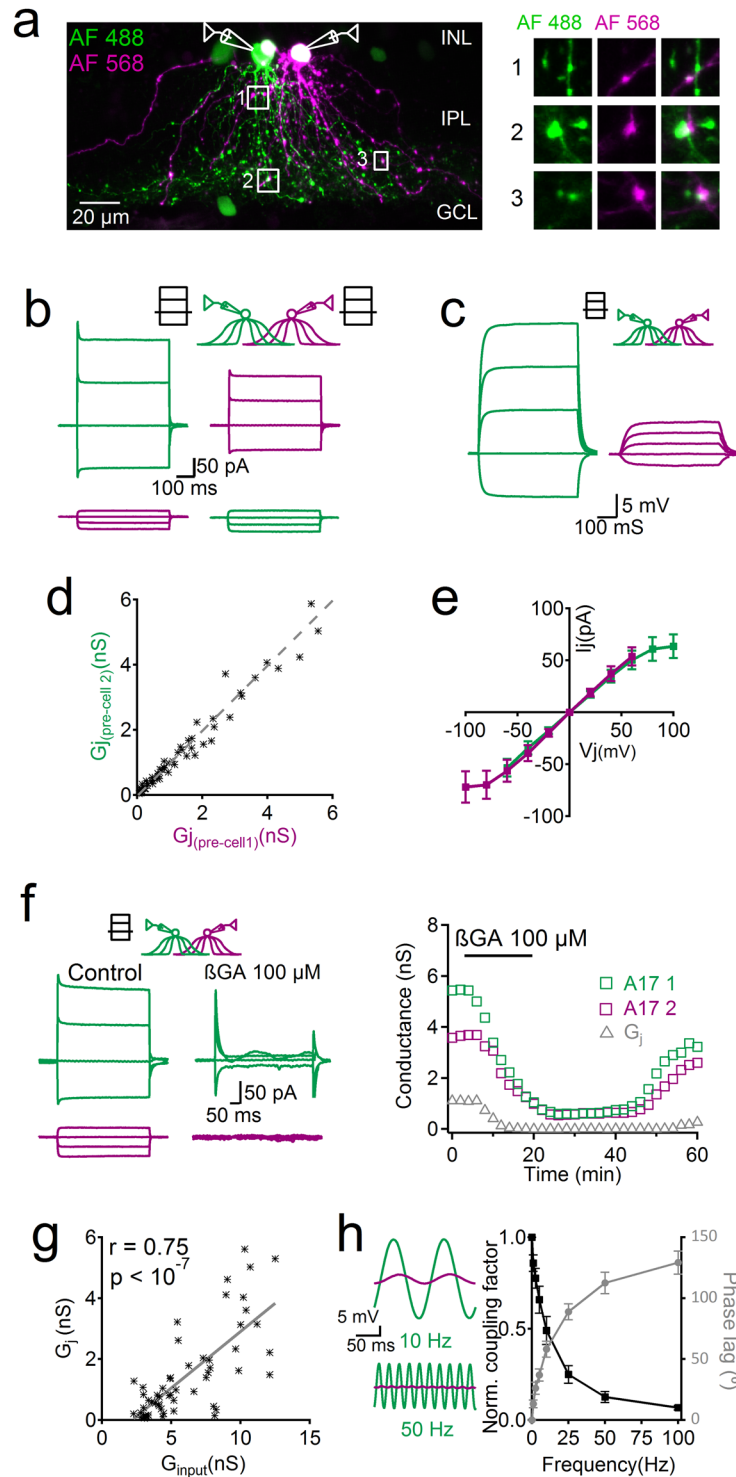 a
AF 488
AF 568
INL
IPL
GCL
1
2
3
20 µm
AF 488 AF 568
1
2
3
b
50 pA
100 ms
c
5 mV
100 mS
d
6
4
2
0
0 2 4 6
Gj(pre-cell 2)(nS)
Gj(pre-cell1)(nS)
e
100
50
-50
-100
-100 -50 50 100
Ij(pA)
Vj(mV)
f
Control
ßGA 100 µM
50 pA
50 ms
ßGA 100 µM
8
6
4
2
0
0 20 40 60
Conductance (nS)
Time (min)
A17 1
A17 2
Gj
g
r = 0.75
p < 10-7
6
4
2
0
0 5 10 15
Gj (nS)
Ginput(nS)
h
5 mV
50 ms
10 Hz
50 Hz
1.0
0.5
0.0
Norm. coupling factor
150
100
50
0
Phase lag (º)
0 25 50 75 100
Frequency(Hz)